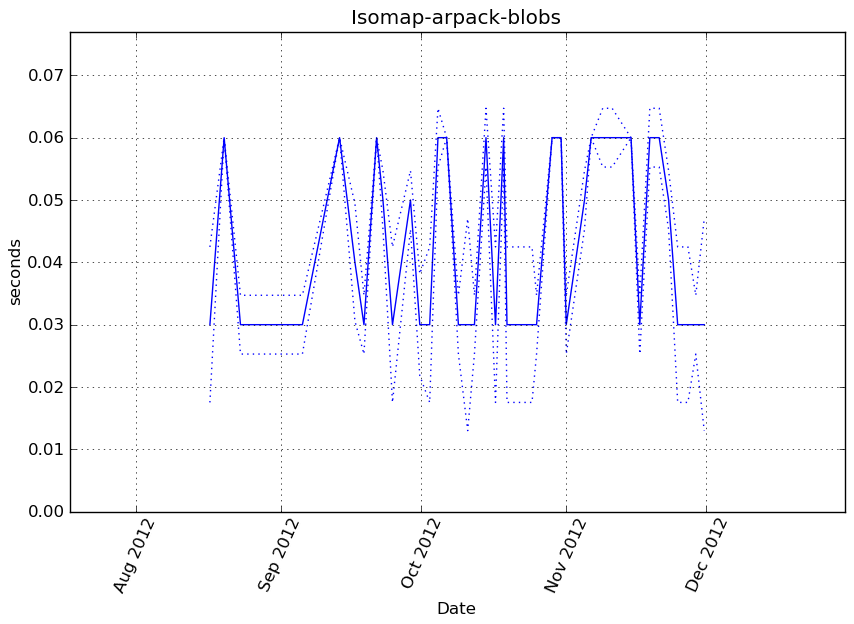 Isomap-arpack-blobs
0.07
0.06
0.05
0.04
0.03
0.02
0.01
0.00
seconds
Aug 2012
Sep 2012
Oct 2012
Nov 2012
Dec 2012
Date